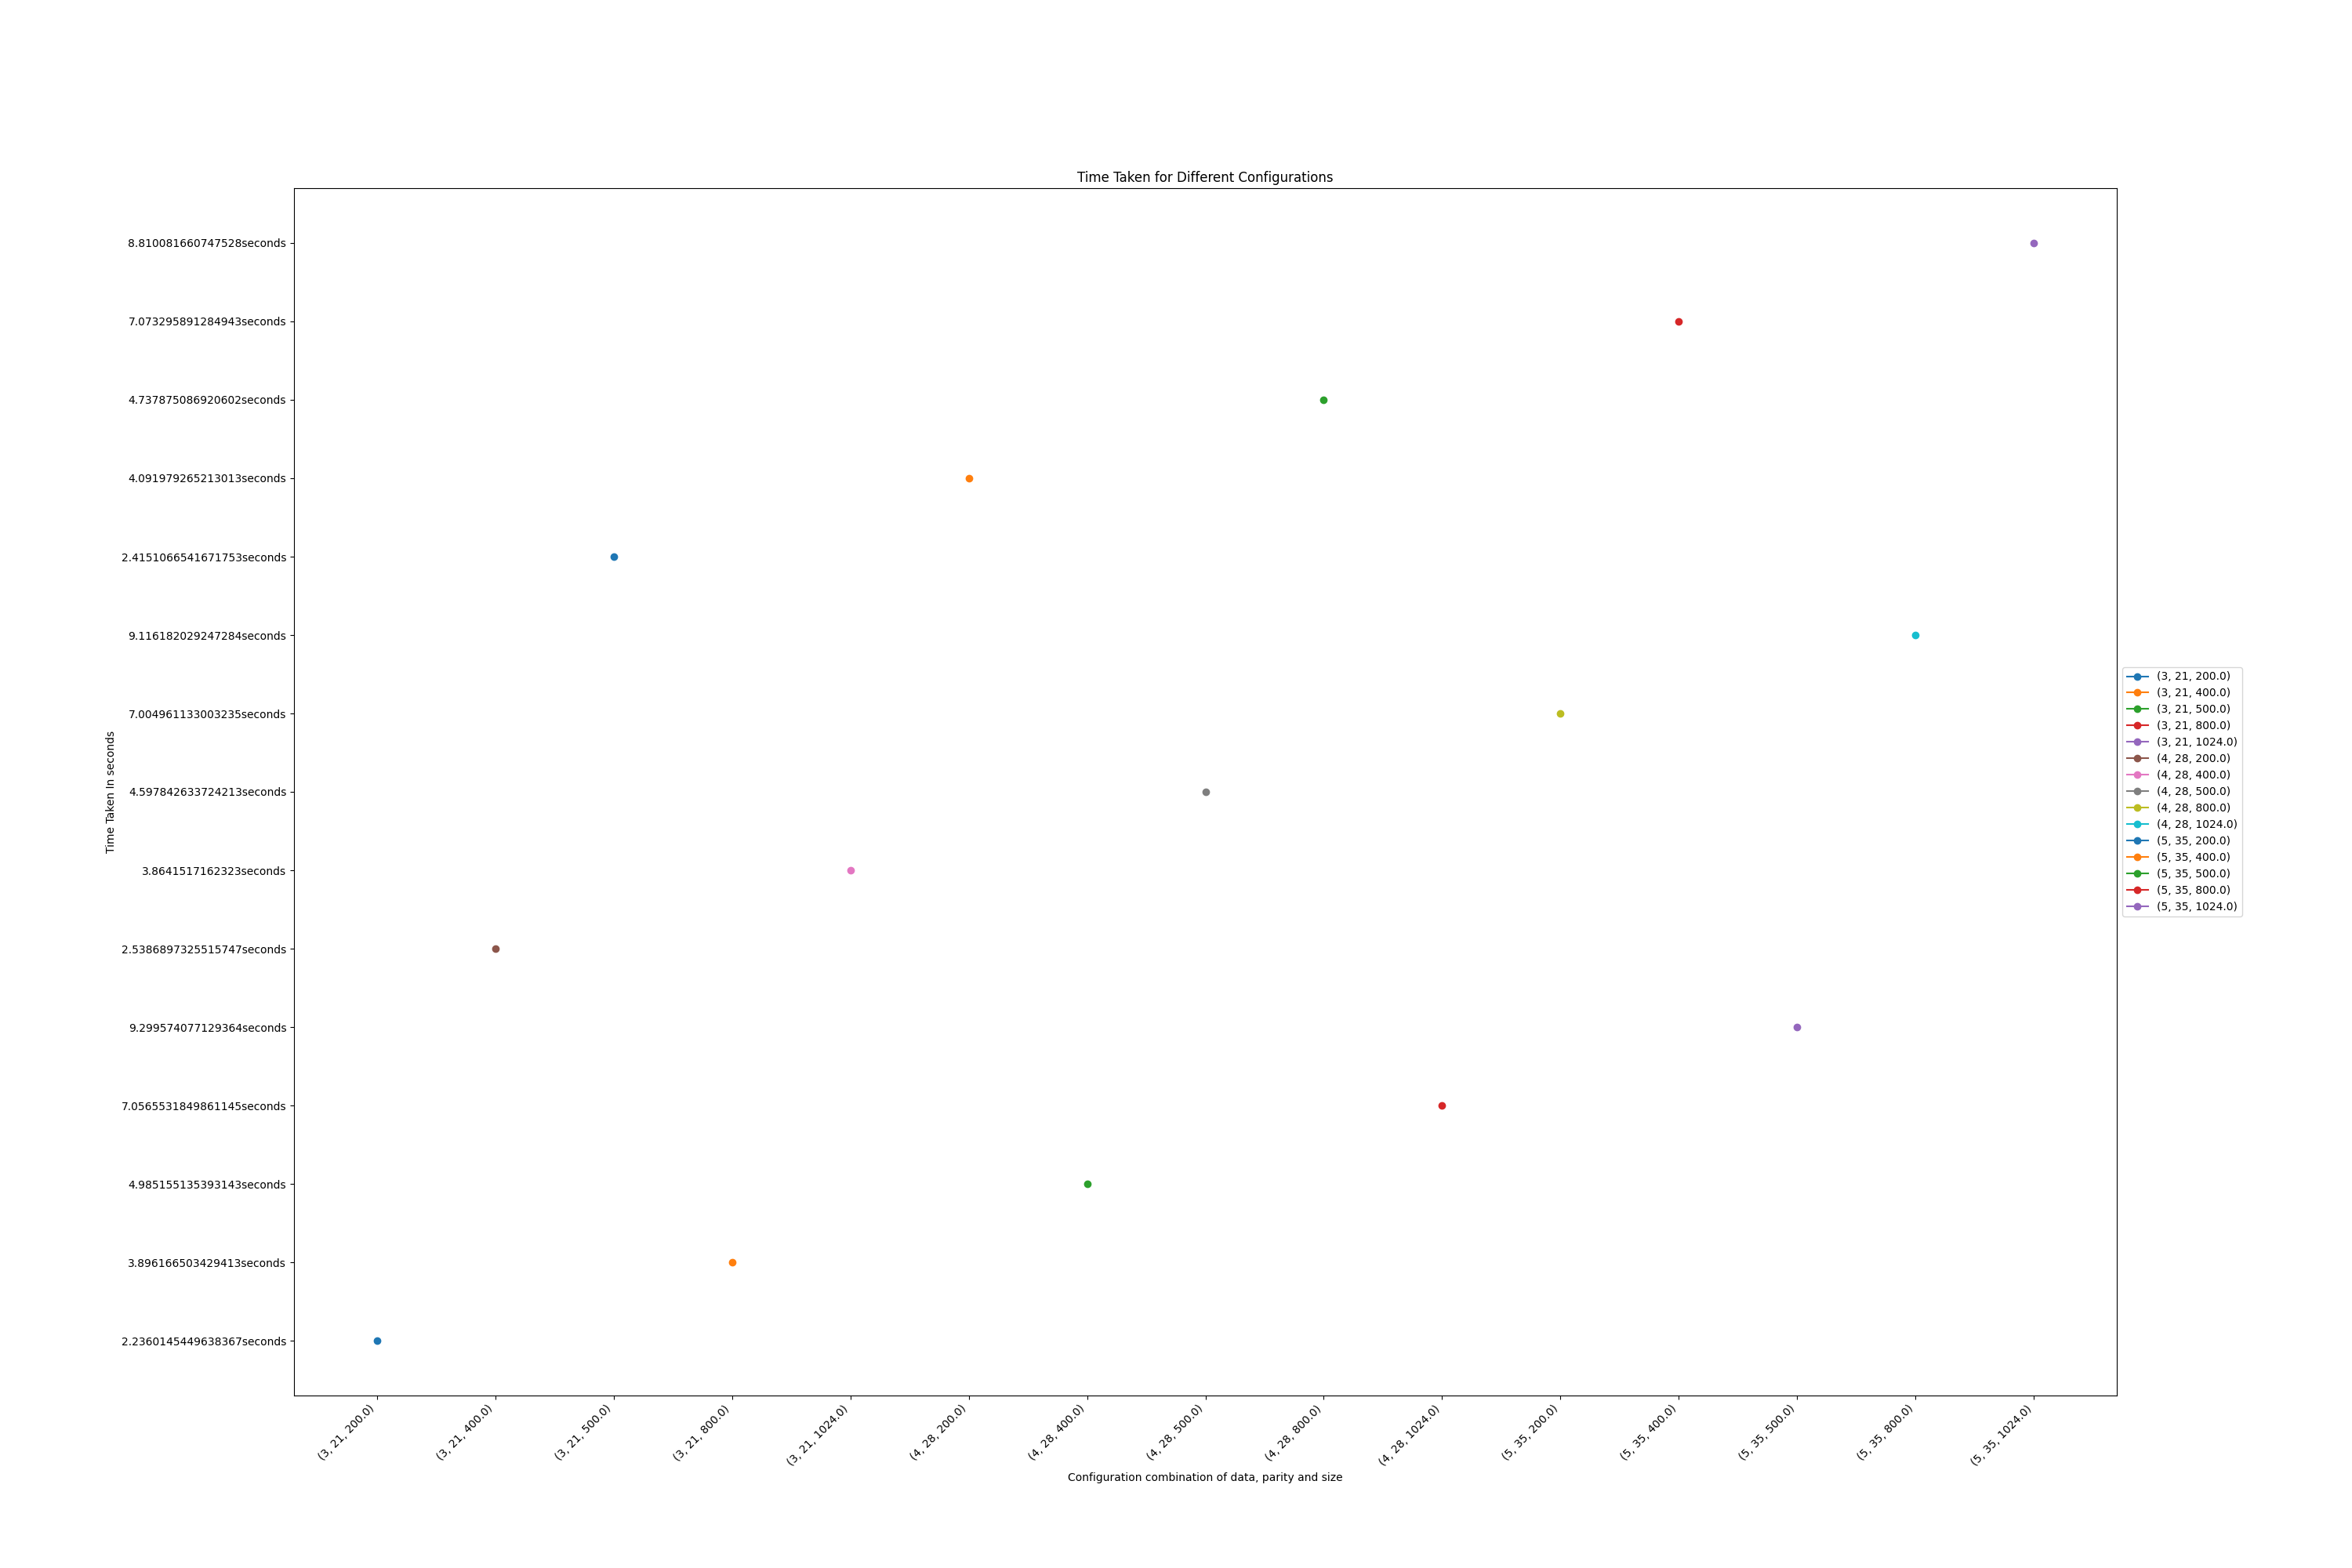 Time Taken for Different Configurations
8.810081660747528seconds
7.073295891284943seconds
4.737875086920602seconds
4.091979265213013seconds
2.4151066541671753seconds
9.116182029247284seconds
7.004961133003235seconds
4.597842633724213seconds
3.8641517162323seconds
2.5386897325515747seconds
9.299574077129364seconds
7.0565531849861145seconds
4.985155135393143seconds
3.896166503429413seconds
2.2360145449638367seconds
Time Taken In seconds
(3, 21, 200.0)
(3, 21, 400.0)
(3, 21, 500.0)
(3, 21, 800.0)
(3, 21, 1024.0)
(4, 28, 200.0)
(4, 28, 400.0)
(4, 28, 500.0)
(4, 28, 800.0)
(4, 28, 1024.0)
(5, 35, 200.0)
(5, 35, 400.0)
(5, 35, 500.0)
(5, 35, 800.0)
(5, 35, 1024.0)
Configuration combination of data, parity and size
(3, 21, 200.0)
(3, 21, 400.0)
(3, 21, 500.0)
(3, 21, 800.0)
(3, 21, 1024.0)
(4, 28, 200.0)
(4, 28, 400.0)
(4, 28, 500.0)
(4, 28, 800.0)
(4, 28, 1024.0)
(5, 35, 200.0)
(5, 35, 400.0)
(5, 35, 500.0)
(5, 35, 800.0)
(5, 35, 1024.0)